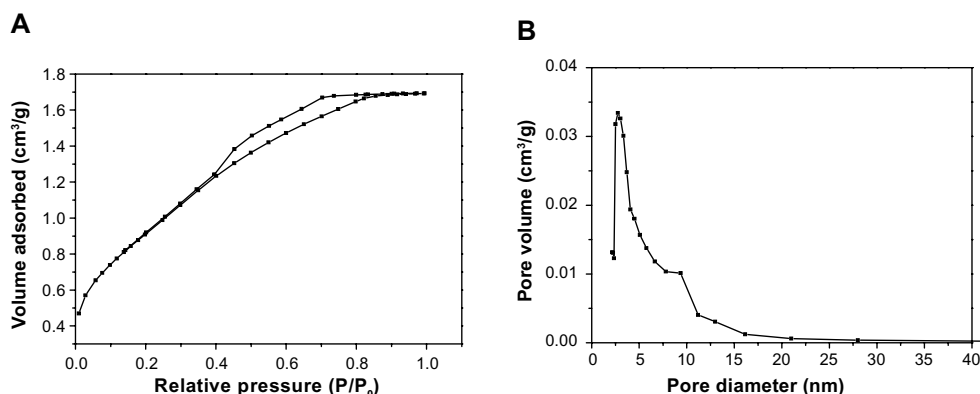 A
B
Volume adsorbed (cm³/g)
1.8
1.6
1.4
1.2
1.0
0.8
0.6
0.4
0.0 0.2 0.4 0.6 0.8 1.0
Relative pressure (P/P₀)
Pore volume (cm³/g)
0.04
0.03
0.02
0.01
0.00
0 5 10 15 20 25 30 35 40
Pore diameter (nm)